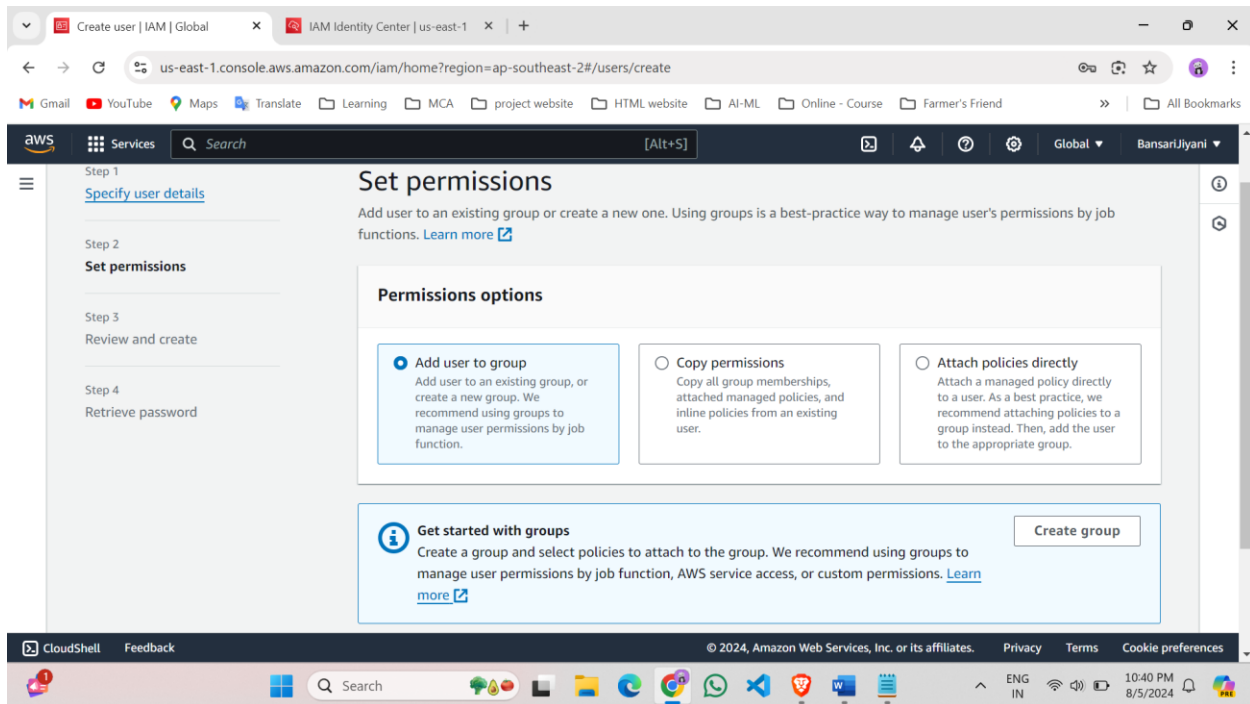 Create user | IAM | Global
IAM Identity Center | us-east-1
us-east-1.console.aws.amazon.com/iam/home?region=ap-southeast-2#/users/create
Gmail YouTube Maps Translate Learning MCA project website HTML website AI-ML Online - Course Farmer's Friend » All Bookmarks
aws Services Search [Alt+S] Global BansariJiyani
Step 1
Specify user details
Step 2
Set permissions
Step 3
Review and create
Step 4
Retrieve password
Set permissions
Add user to an existing group or create a new one. Using groups is a best-practice way to manage user's permissions by job
functions. Learn more
Permissions options
Add user to group
Add user to an existing group, or
create a new group. We
recommend using groups to
manage user permissions by job
function.
Copy permissions
Copy all group memberships,
attached managed policies, and
inline policies from an existing
user.
Attach policies directly
Attach a managed policy directly
to a user. As a best practice, we
recommend attaching policies to a
group instead. Then, add the user
to the appropriate group.
Get started with groups
Create a group and select policies to attach to the group. We recommend using groups to
manage user permissions by job function, AWS service access, or custom permissions. Learn
more
Create group
CloudShell Feedback © 2024, Amazon Web Services, Inc. or its affiliates. Privacy Terms Cookie preferences
1
Search
ENG
IN
10:40 PM
8/5/2024
PRE